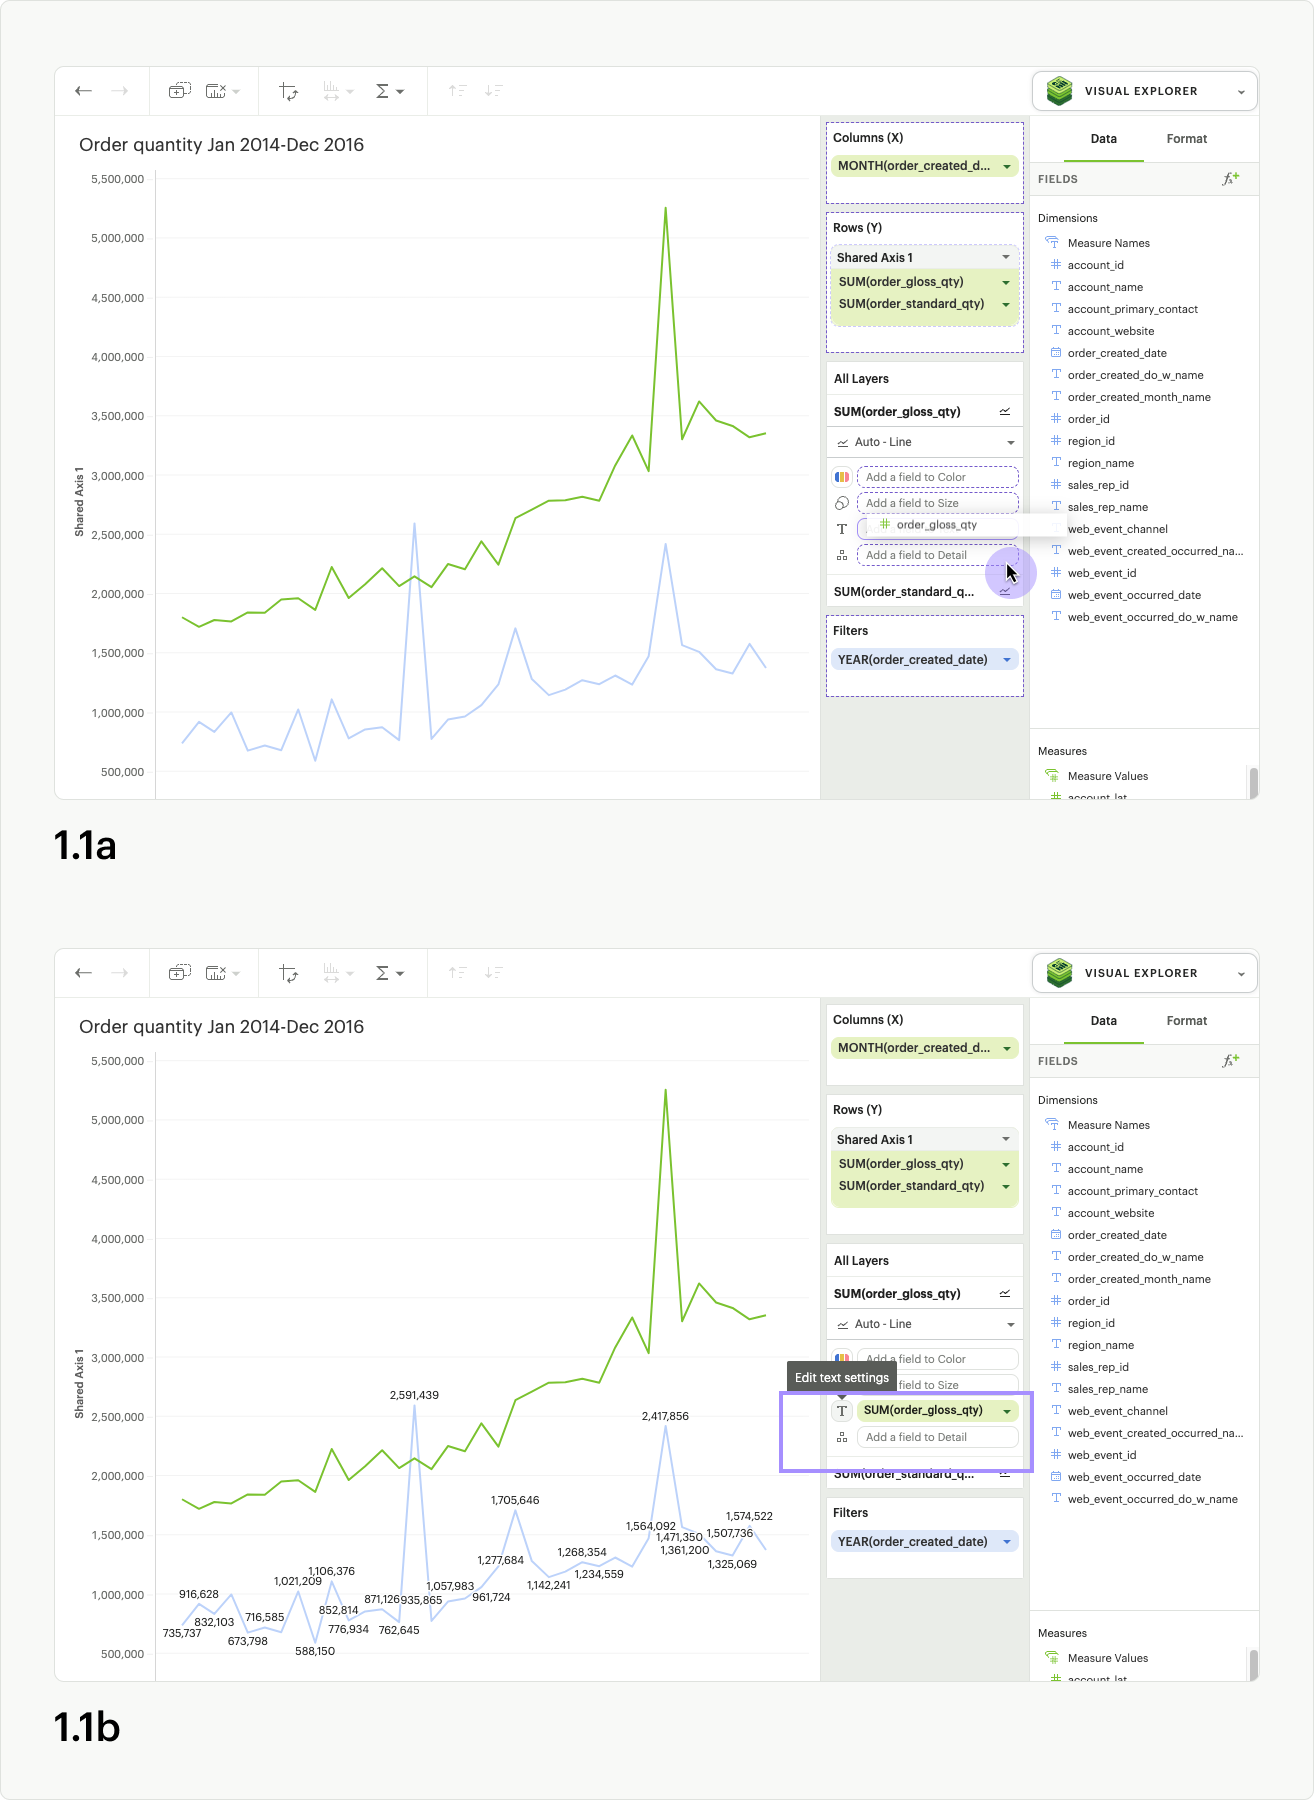 VISUAL EXPLORER
Order quantity Jan 2014-Dec 2016
5,500,000
5,000,000
4,500,000
4,000,000
3,500,000
3,000,000
2,500,000
2,000,000
1,500,000
1,000,000
500,000
Shared Axis 1
Columns (X)
MONTH(order_created_d...
Rows (Y)
Shared Axis 1
SUM(order_gloss_qty)
SUM(order_standard_qty)
All Layers
SUM(order_gloss_qty)
Auto - Line
Add a field to Color
Add a field to Size
T
order_gloss_qty
Add a field to Detail
SUM(order_standard_q...
Filters
YEAR(order_created_date)
Data Format
FIELDS
Dimensions
Measure Names
account_id
account_name
account_primary_contact
account_website
order_created_date
order_created_do_w_name
order_created_month_name
order_id
region_id
region_name
sales_rep_id
sales_rep_name
web_event_channel
web_event_created_occurred_na...
web_event_id
web_event_occurred_date
web_event_occurred_do_w_name
Measures
Measure Values
account_lat
1.1a
VISUAL EXPLORER
Order quantity Jan 2014-Dec 2016
5,500,000
5,000,000
4,500,000
4,000,000
3,500,000
3,000,000
2,500,000
2,000,000
1,500,000
1,000,000
500,000
Shared Axis 1
2,591,439
2,417,856
1,705,646
1,574,522
1,564,092
1,507,736
1,471,350
1,361,200
1,325,069
1,268,354
1,277,684
1,234,559
1,142,241
1,106,376
1,021,209
1,057,983
961,724
916,628
871,126
935,865
852,814
832,103
716,585
776,934
762,645
735,737
673,798
588,150
Columns (X)
MONTH(order_created_d...
Rows (Y)
Shared Axis 1
SUM(order_gloss_qty)
SUM(order_standard_qty)
All Layers
SUM(order_gloss_qty)
Auto - Line
Add a field to Color
Edit text settings
field to Size
T
SUM(order_gloss_qty)
Add a field to Detail
SUM(order_standard_q...
Filters
YEAR(order_created_date)
Data Format
FIELDS
Dimensions
Measure Names
account_id
account_name
account_primary_contact
account_website
order_created_date
order_created_do_w_name
order_created_month_name
order_id
region_id
region_name
sales_rep_id
sales_rep_name
web_event_channel
web_event_created_occurred_na...
web_event_id
web_event_occurred_date
web_event_occurred_do_w_name
Measures
Measure Values
account_lat
1.1b